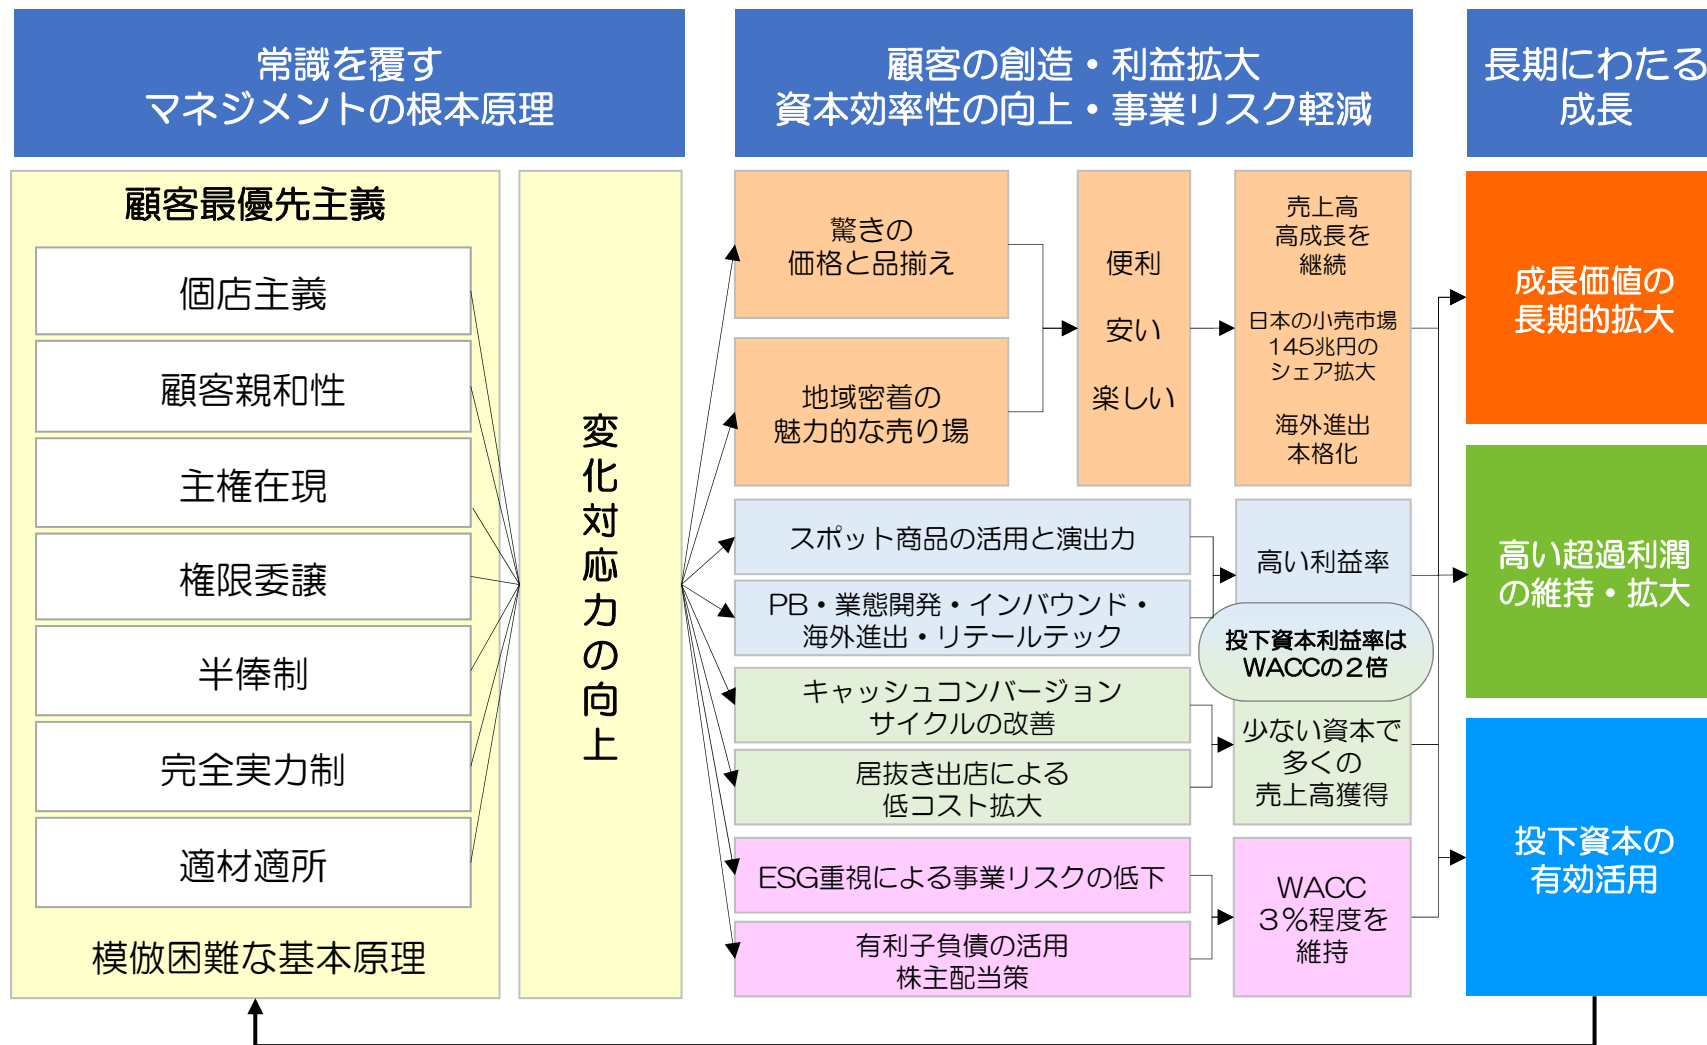 常識を覆す
マネジメントの根本原理
顧客の創造・利益拡大
資本効率性の向上・事業リスク軽減
長期にわたる
成長
顧客最優先主義
個店主義
顧客親和性
主権在現
権限委譲
半俸制
完全実力制
適材適所
模倣困難な基本原理
変化対応力の向上
驚きの
価格と品揃え
地域密着の
魅力的な売り場
便利
安い
楽しい
売上高
高成長を
継続
日本の小売市場
145兆円の
シェア拡大
海外進出
本格化
スポット商品の活用と演出力
PB・業態開発・インバウンド・
海外進出・リテールテック
高い利益率
投下資本利益率は
WACCの2倍
キャッシュコンバージョン
サイクルの改善
居抜き出店による
低コスト拡大
少ない資本で
多くの
売上高獲得
ESG重視による事業リスクの低下
有利子負債の活用
株主配当策
WACC
3%程度を
維持
成長価値の
長期的拡大
高い超過利潤
の維持・拡大
投下資本の
有効活用